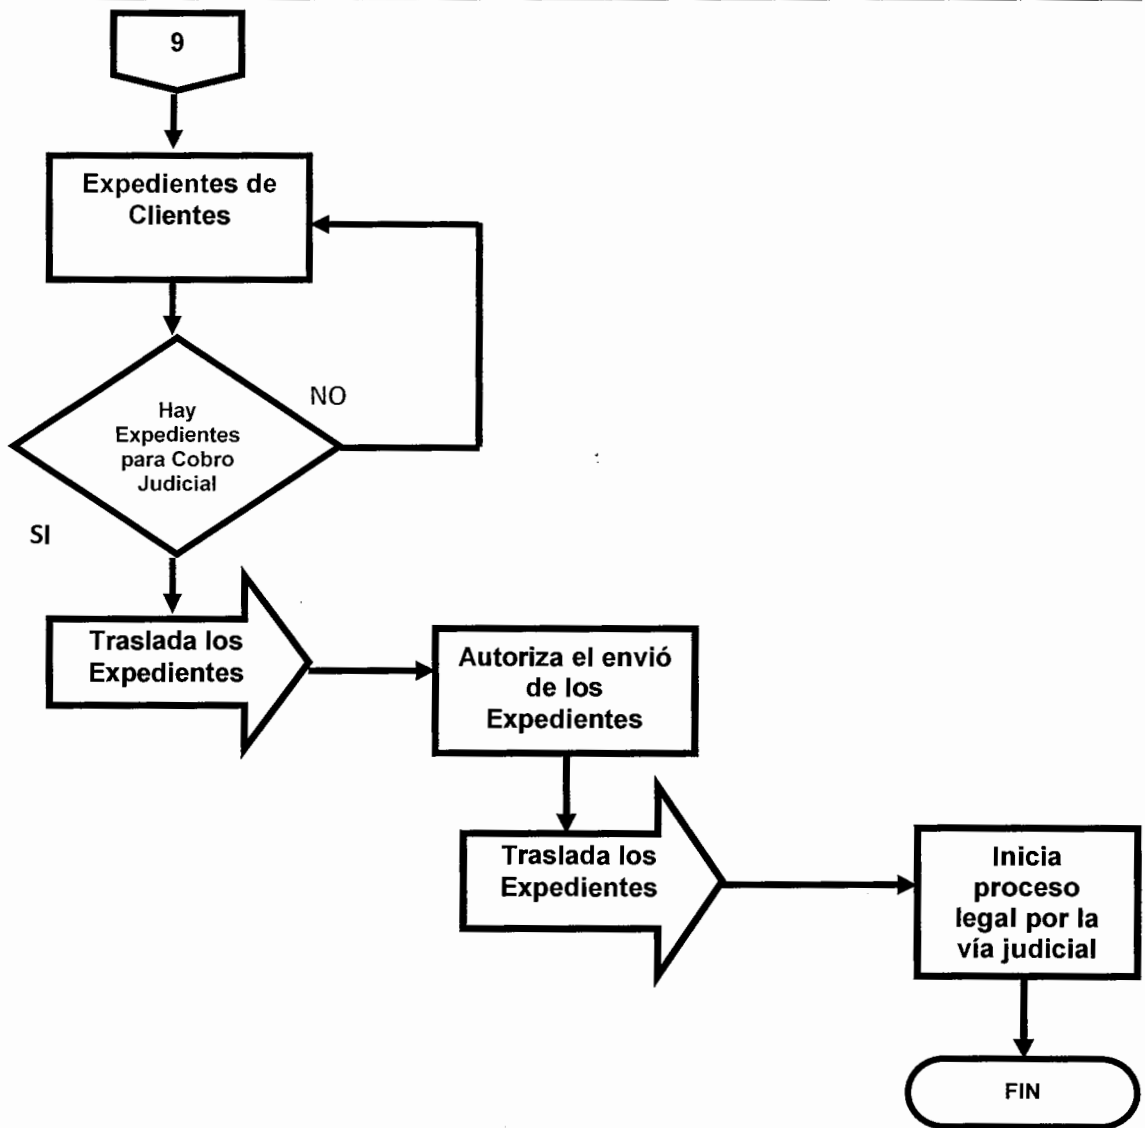 9
Expedientes de
Clientes
NO
Hay
Expedientes
para Cobro
Judicial
SI
Traslada los
Expedientes
Autoriza el envió
de los
Expedientes
Traslada los
Expedientes
Inicia
proceso
legal por la
vía judicial
FIN